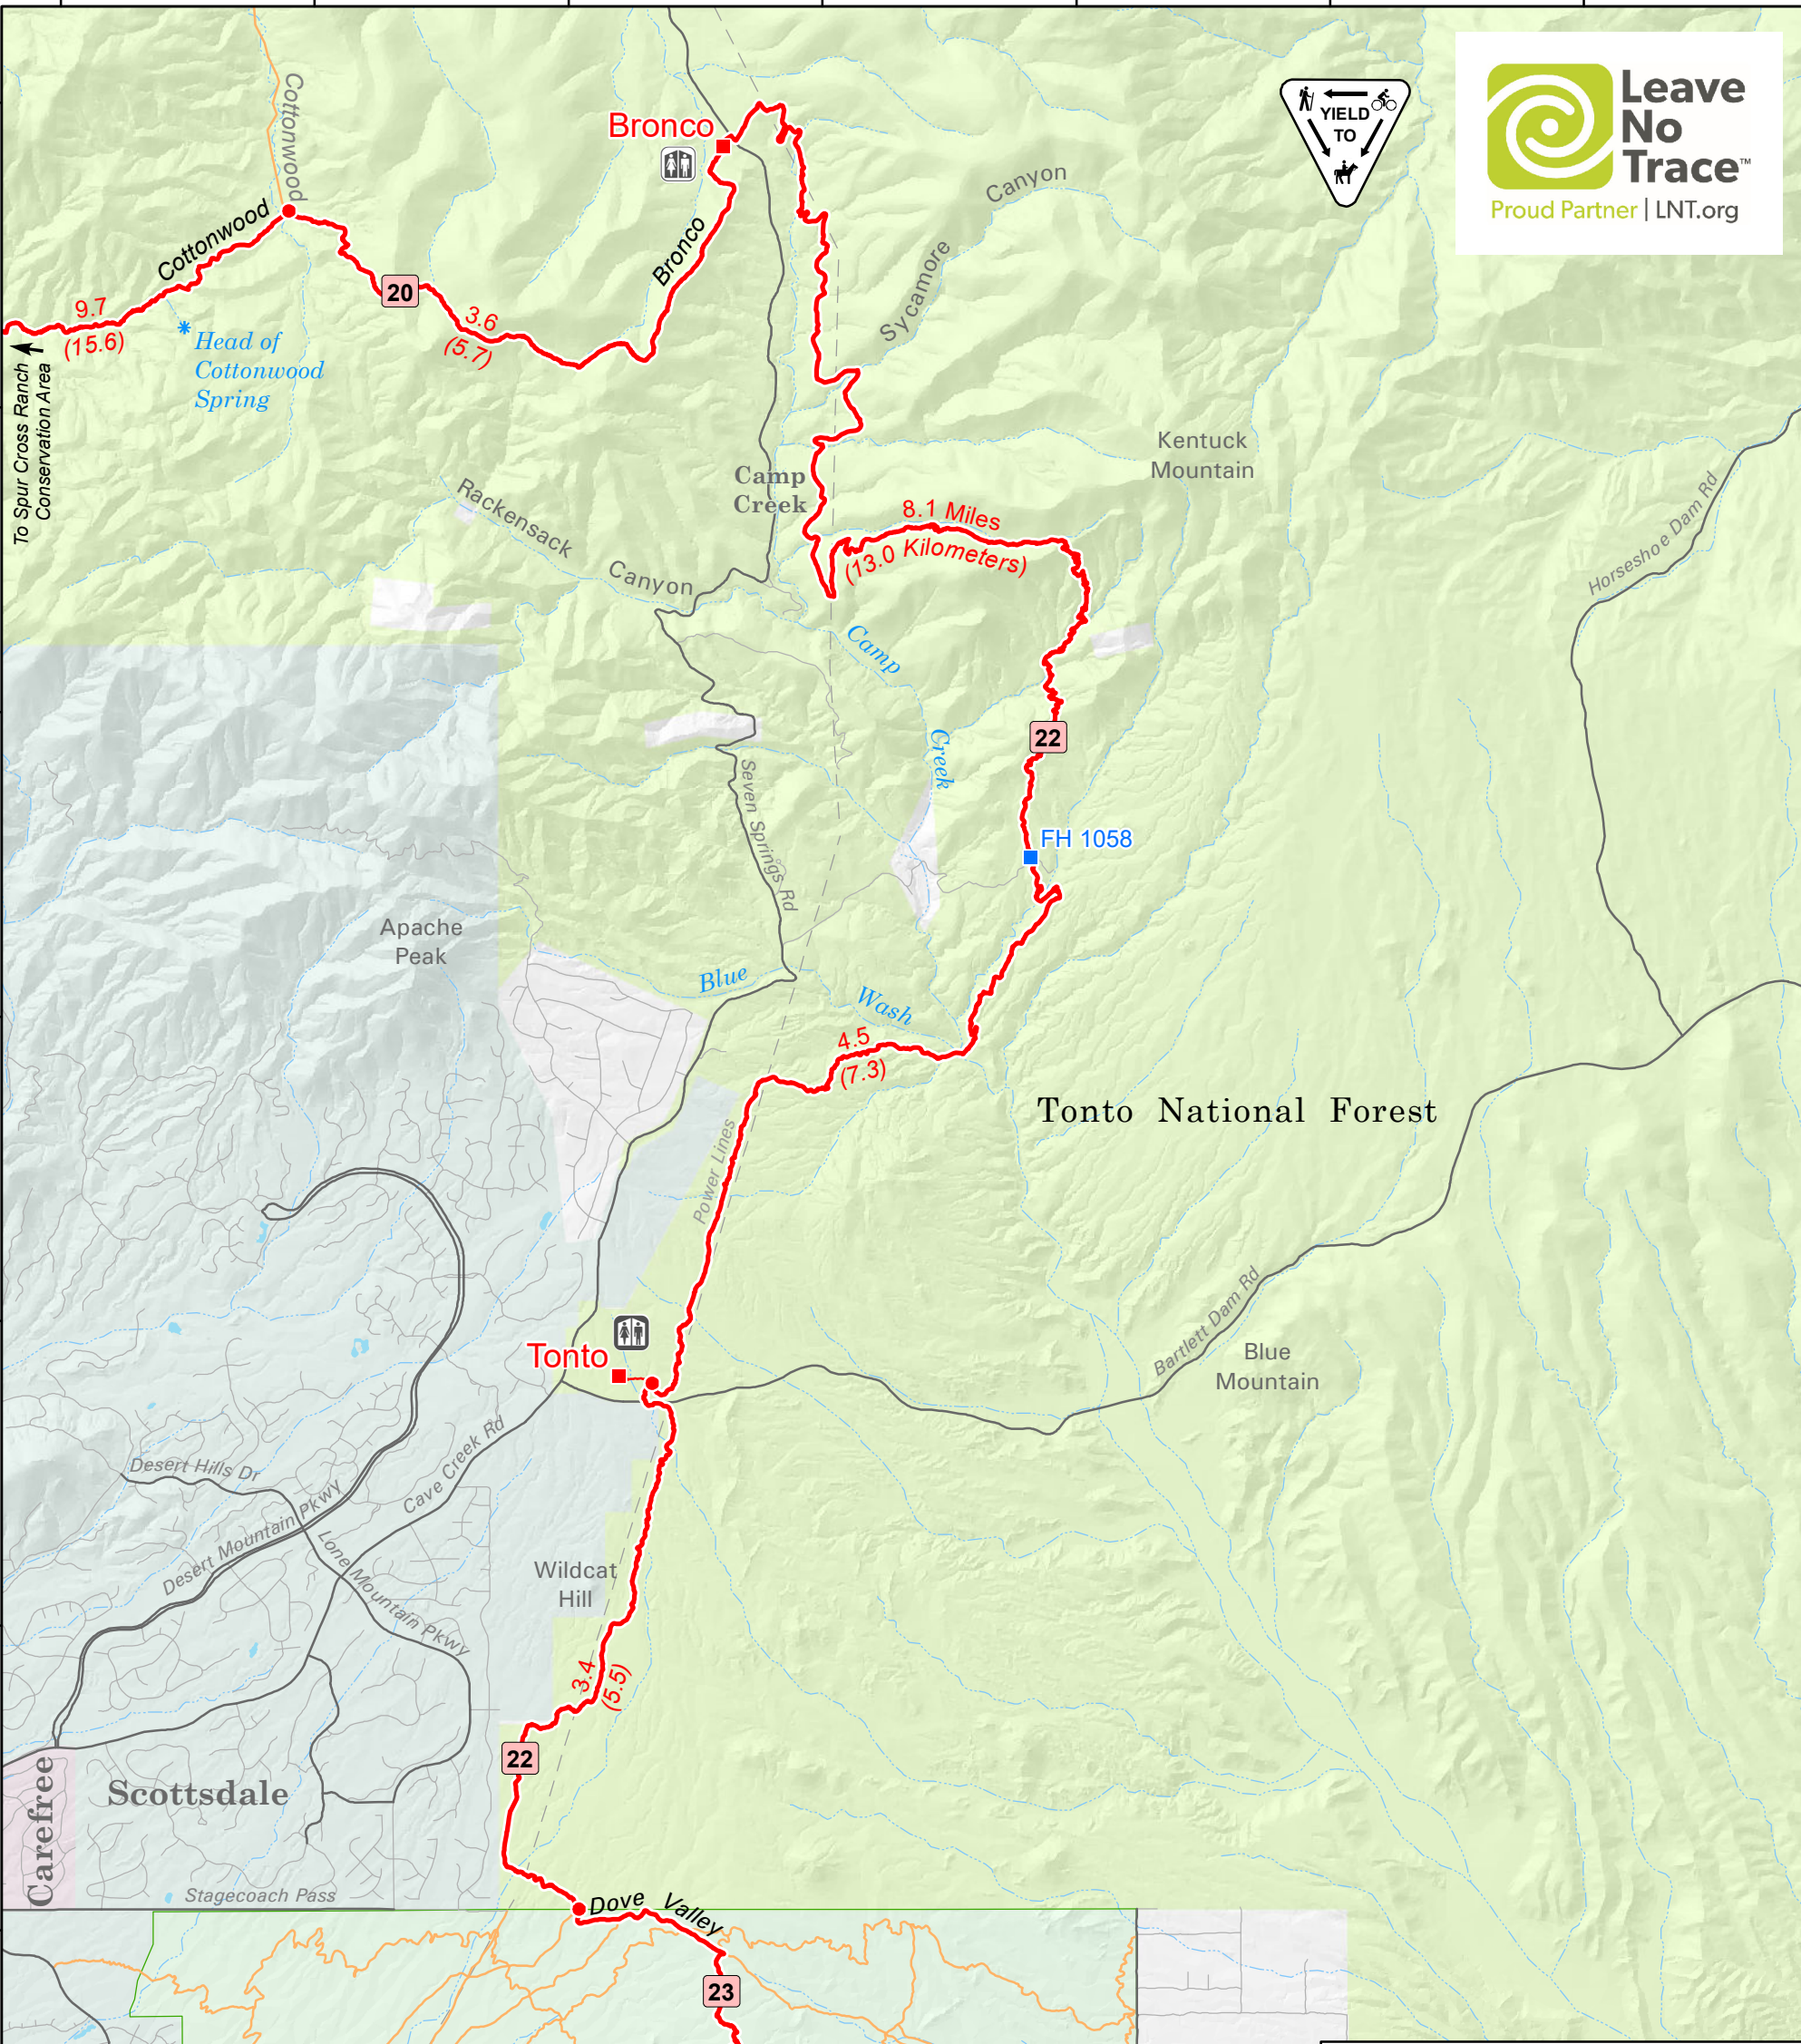 Leave
No
Trace™
Proud Partner | LNT.org
YIELD
TO
Cottonwood
Bronco
Cottonwood
Bronco
Canyon
Sycamore
20
9.7
(15.6)
3.6
(5.7)
Head of
Cottonwood
Spring
To Spur Cross Ranch
Conservation Area
Kentuck
Mountain
Camp
Creek
Rackensack
Canyon
8.1 Miles
(13.0 Kilometers)
Horseshoe Dam Rd
Camp
Creek
22
Seven Springs Rd
FH 1058
Apache
Peak
Blue
Wash
4.5
(7.3)
Tonto National Forest
Power Lines
Tonto
Bartlett Dam Rd
Blue
Mountain
Desert Hills Dr
Cave Creek Rd
Desert Mountain Pkwy
Lone Mountain Pkwy
Wildcat
Hill
3.4
(5.5)
22
Scottsdale
Carefree
Stagecoach Pass
Dove Valley
23